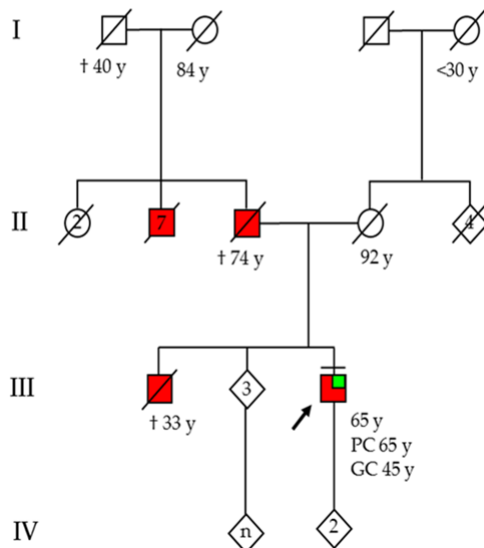 I
† 40 y
84 y
<30 y
II
2
7
4
† 74 y
92 y
III
3
† 33 y
65 y
PC 65 y
GC 45 y
IV
n
2